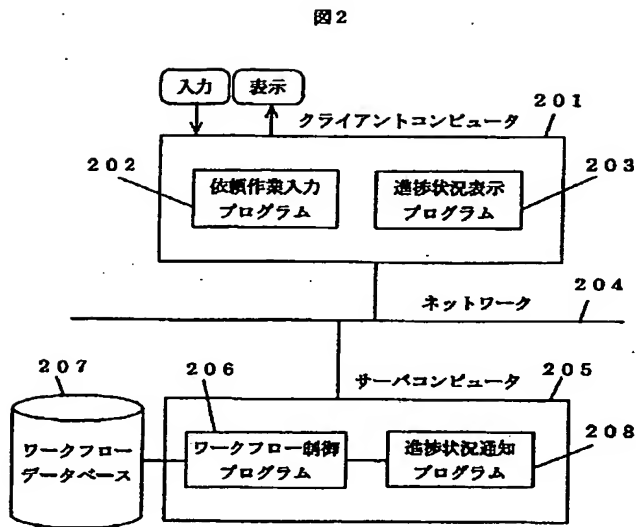 図2
入力 表示
201
クライアントコンピュータ
202
依頼作業入力
プログラム
進捗状況表示
プログラム
203
ネットワーク
204
207
206
サーバコンピュータ
205
ワークフロー
データベース
ワークフロー制御
プログラム
進捗状況通知
プログラム
208